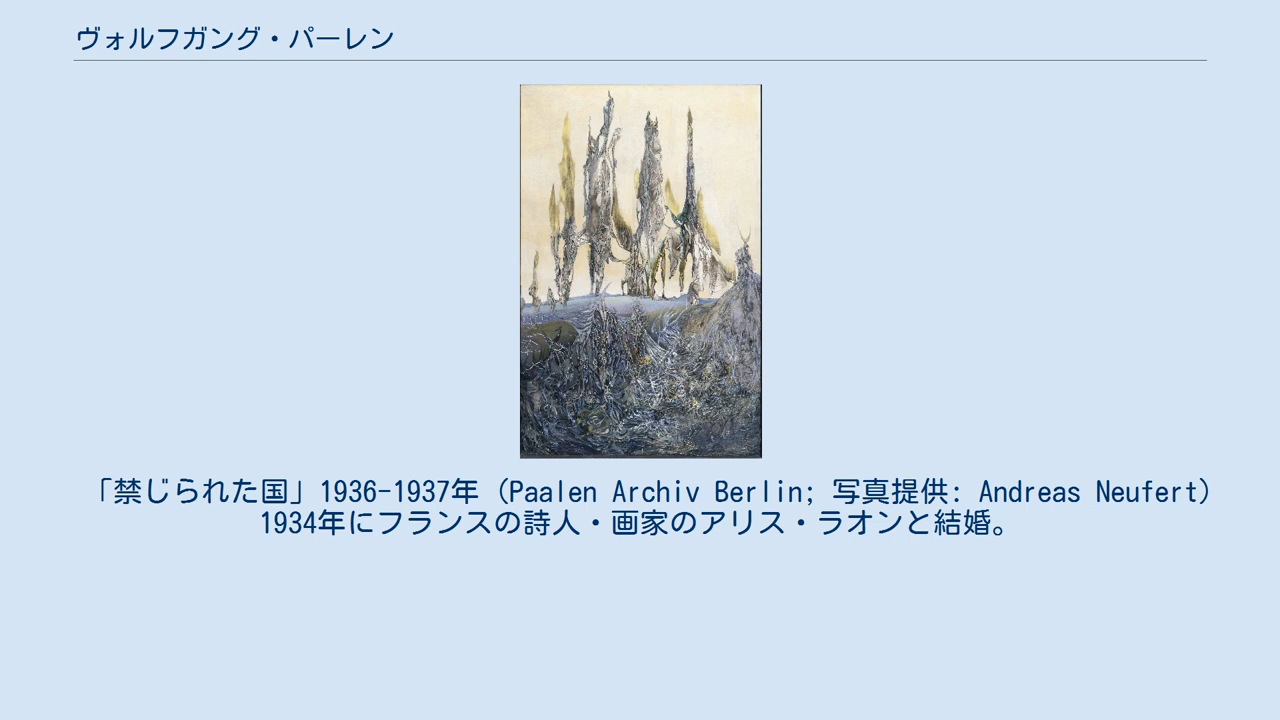 ヴォルフガング・パーレン
「禁じられた国」1936-1937年 (Paalen Archiv Berlin; 写真提供: Andreas Neufert)
1934年にフランスの詩人・画家のアリス・ラオンと結婚。